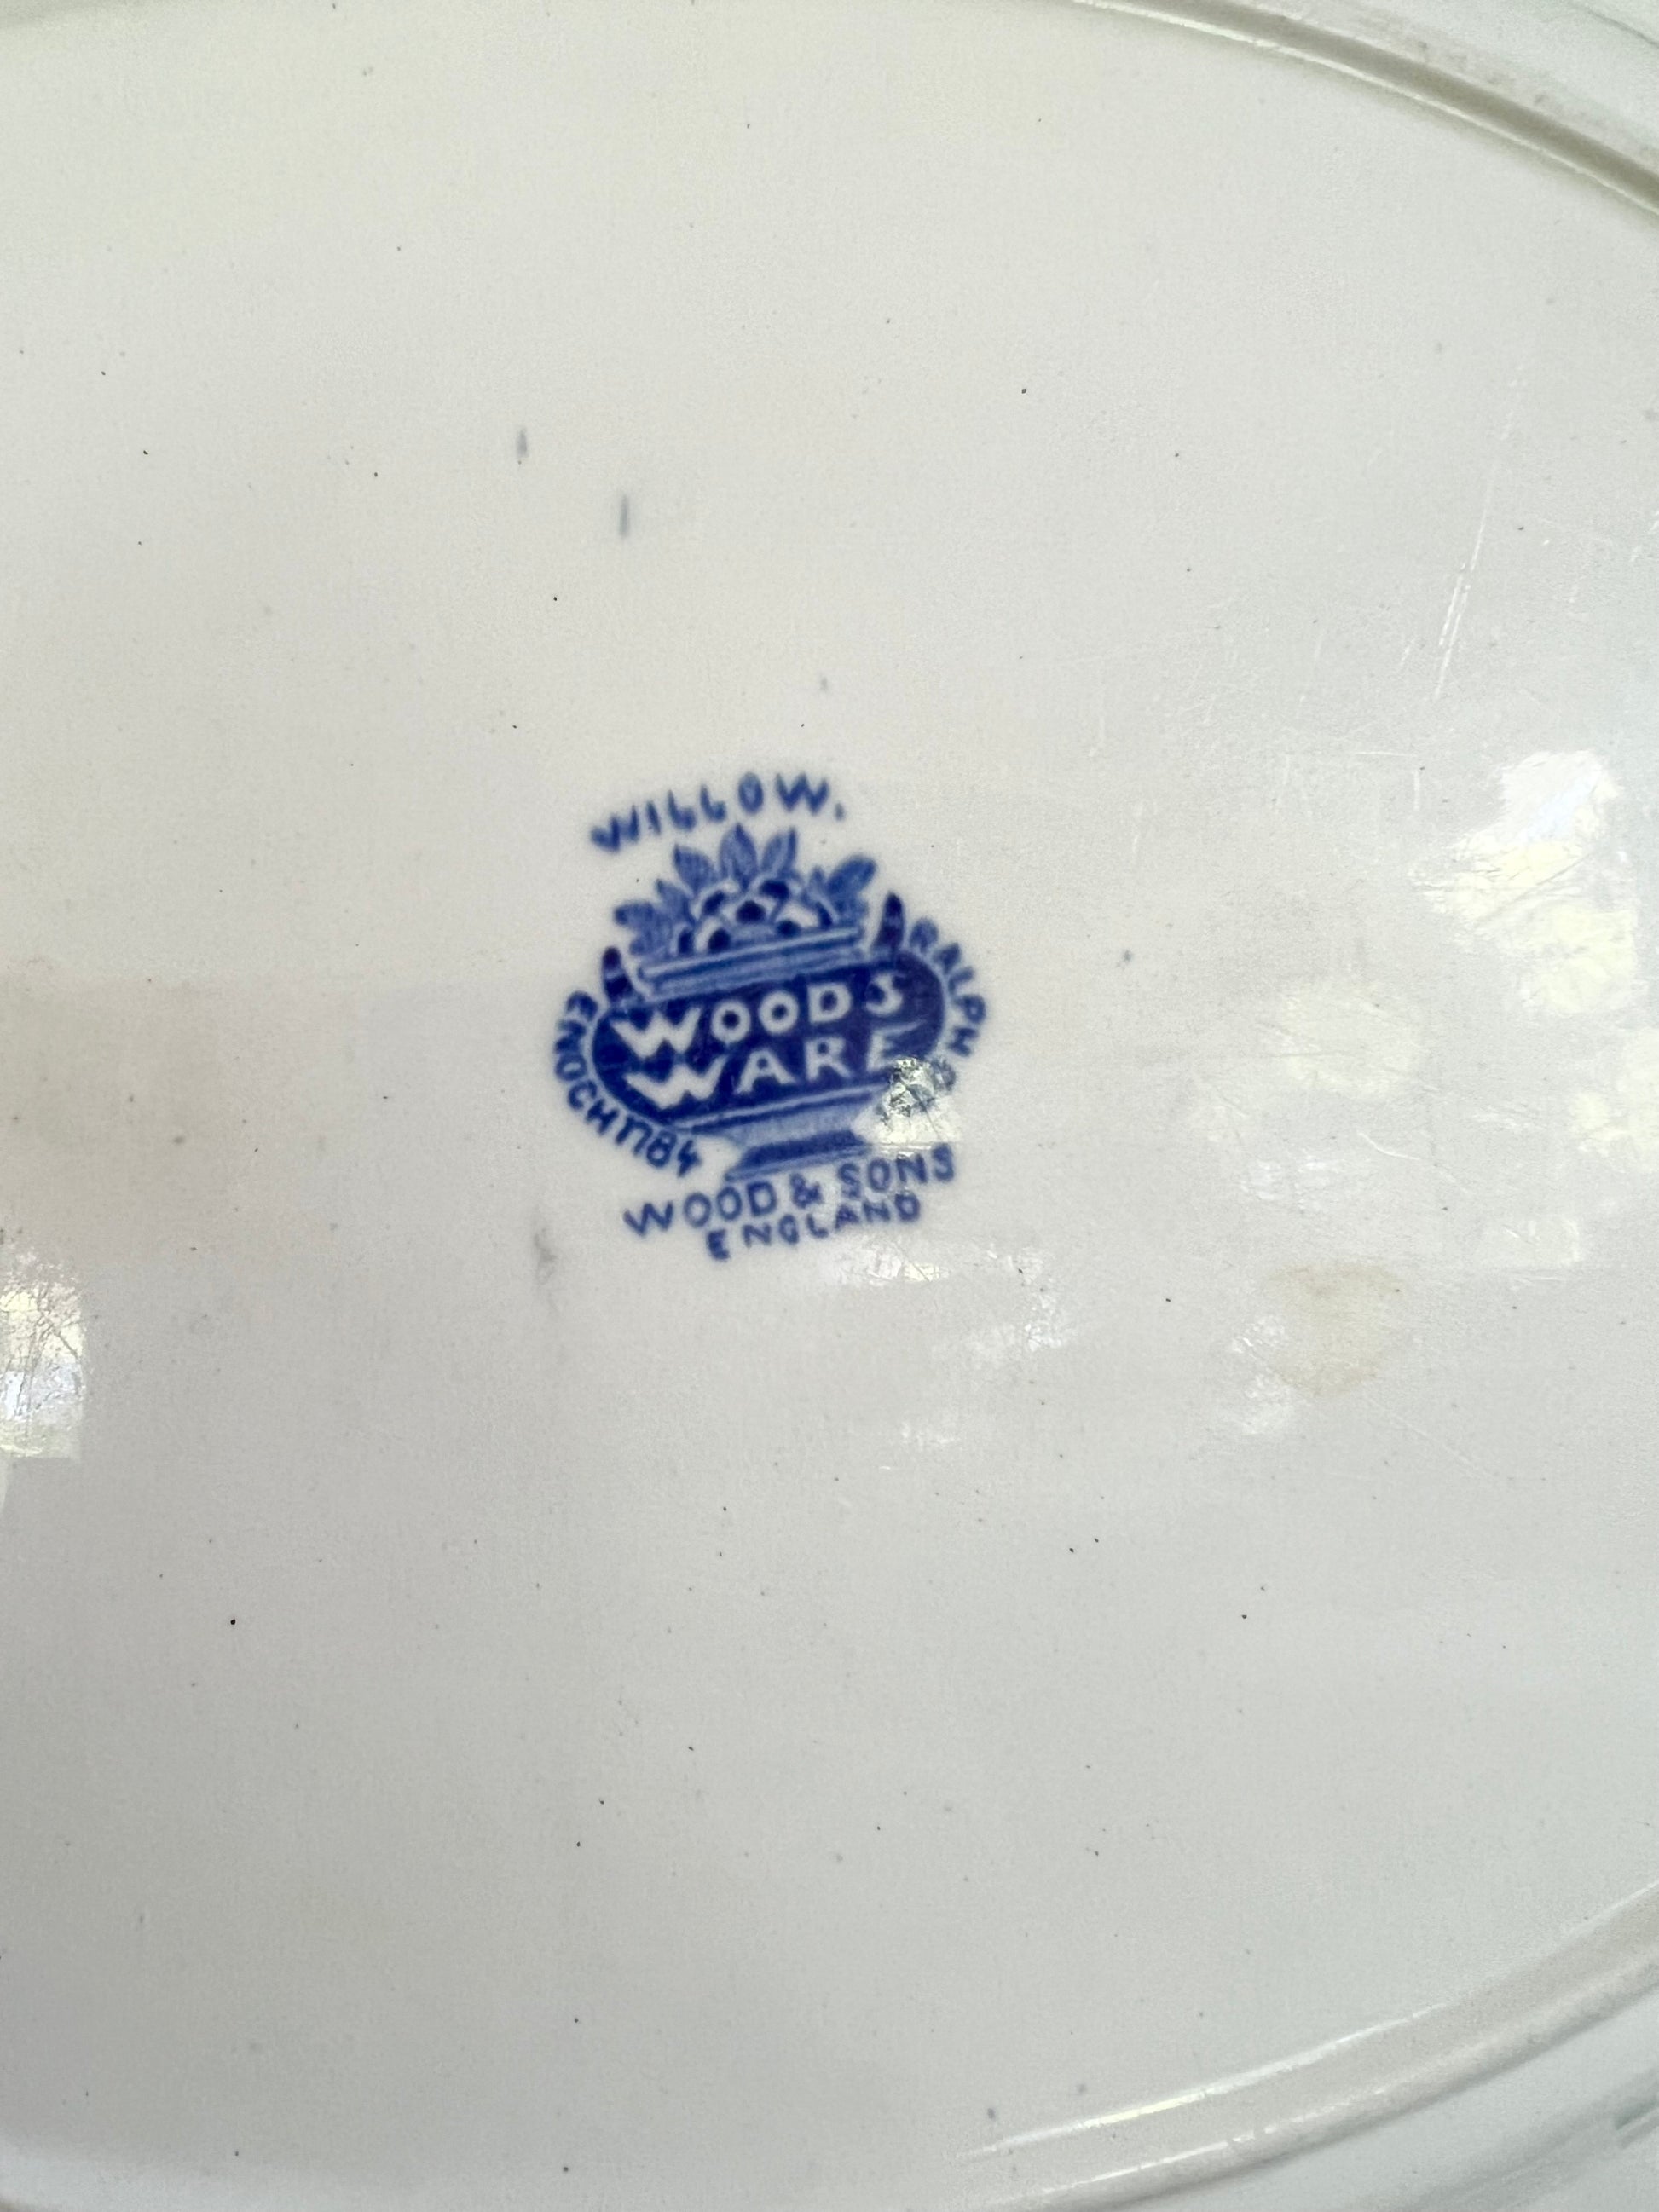 WILLOW.
WOODS
WARE
ENOCH 1784
RALPH
WOOD & SONS
ENGLAND